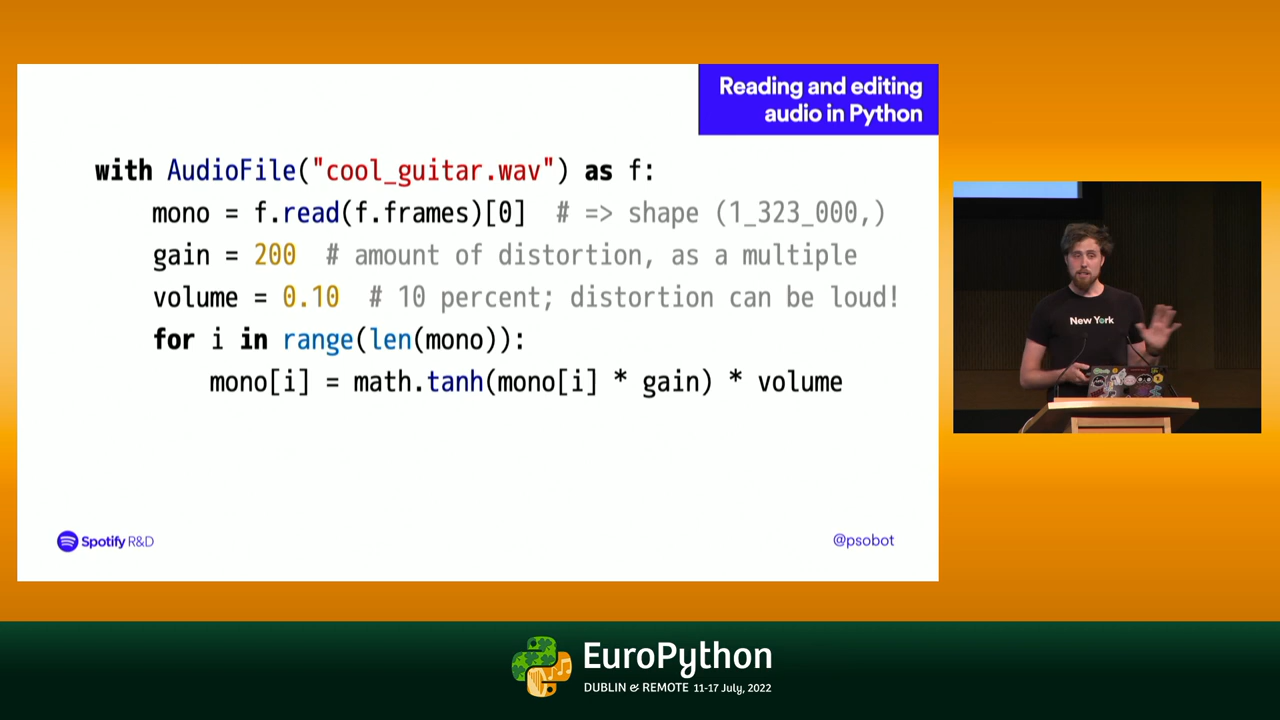 Reading and editing
audio in Python
with AudioFile("cool_guitar.wav") as f:
mono = f.read(f.frames)[0]  # => shape (1_323_000,)
gain = 200  # amount of distortion, as a multiple
volume = 0.10  # 10 percent; distortion can be loud!
for i in range(len(mono)):
mono[i] = math.tanh(mono[i] * gain) * volume
Spotify R&D
@psobot
New York
EuroPython
DUBLIN & REMOTE 11-17 July, 2022